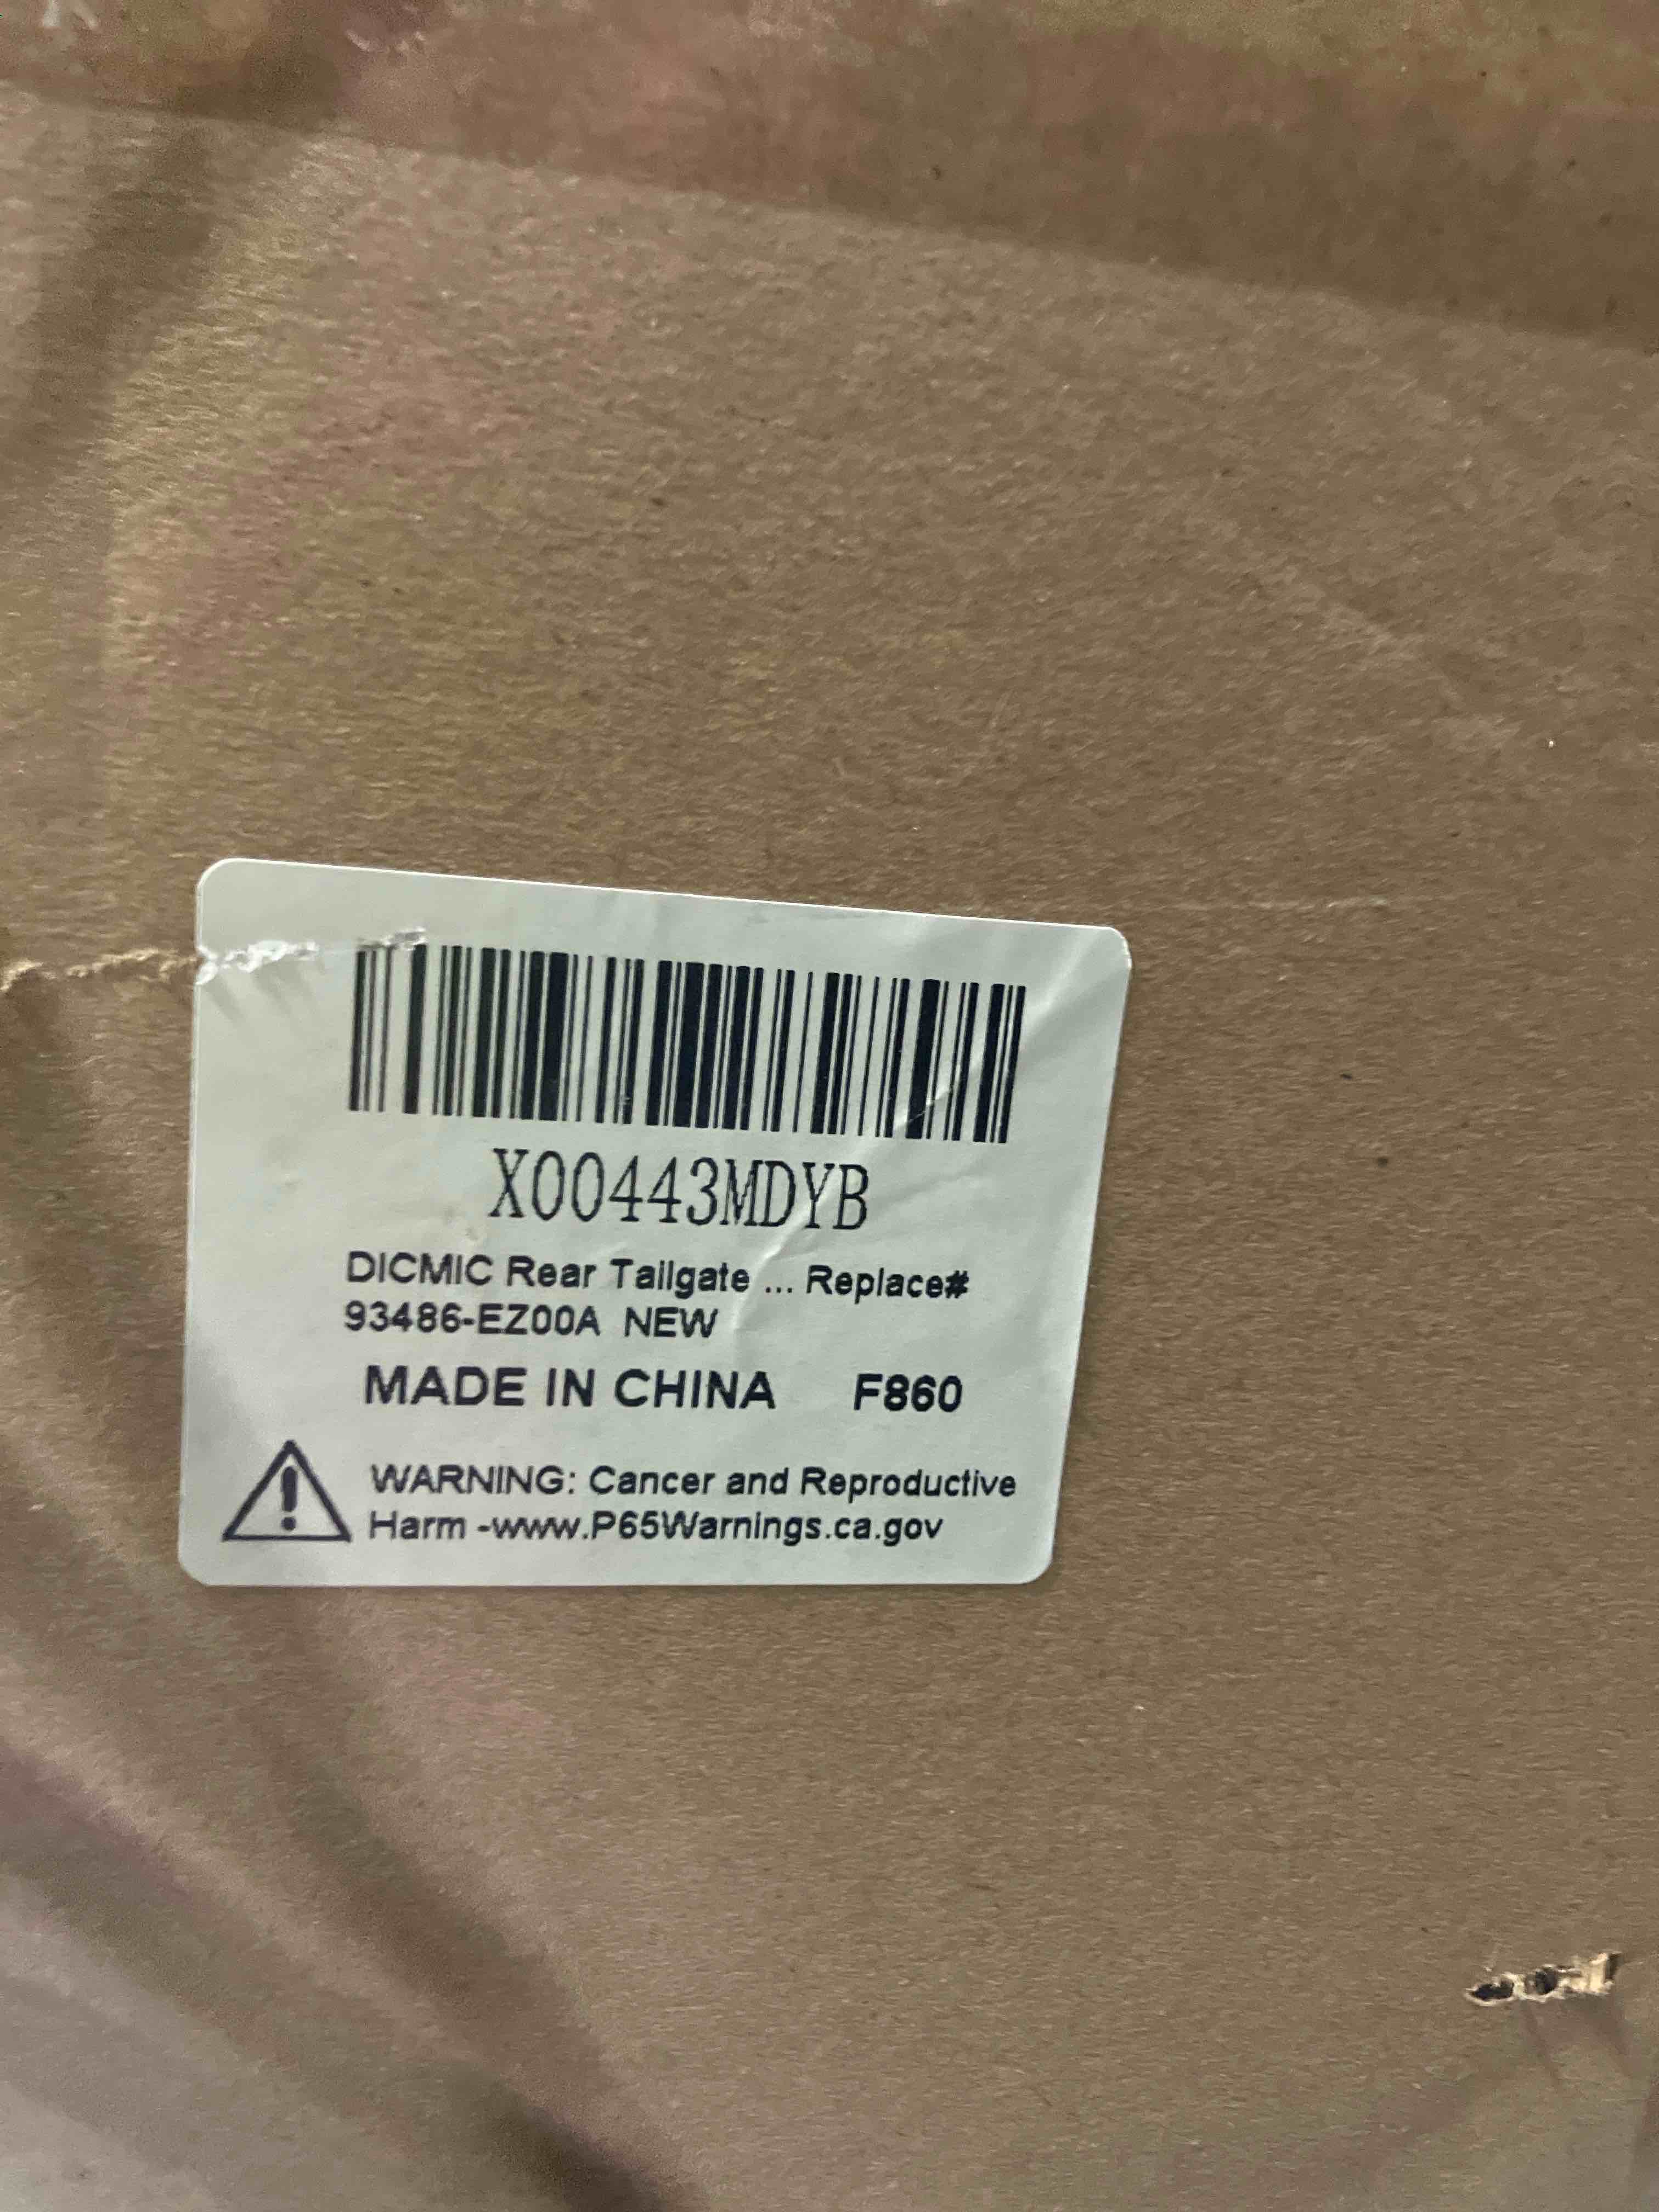 X00443MDYB
DICMIC Rear Tailgate ... Replace#
93486-EZ00A NEW
MADE IN CHINA F860
WARNING: Cancer and Reproductive
Harm -www.P65Warnings.ca.gov